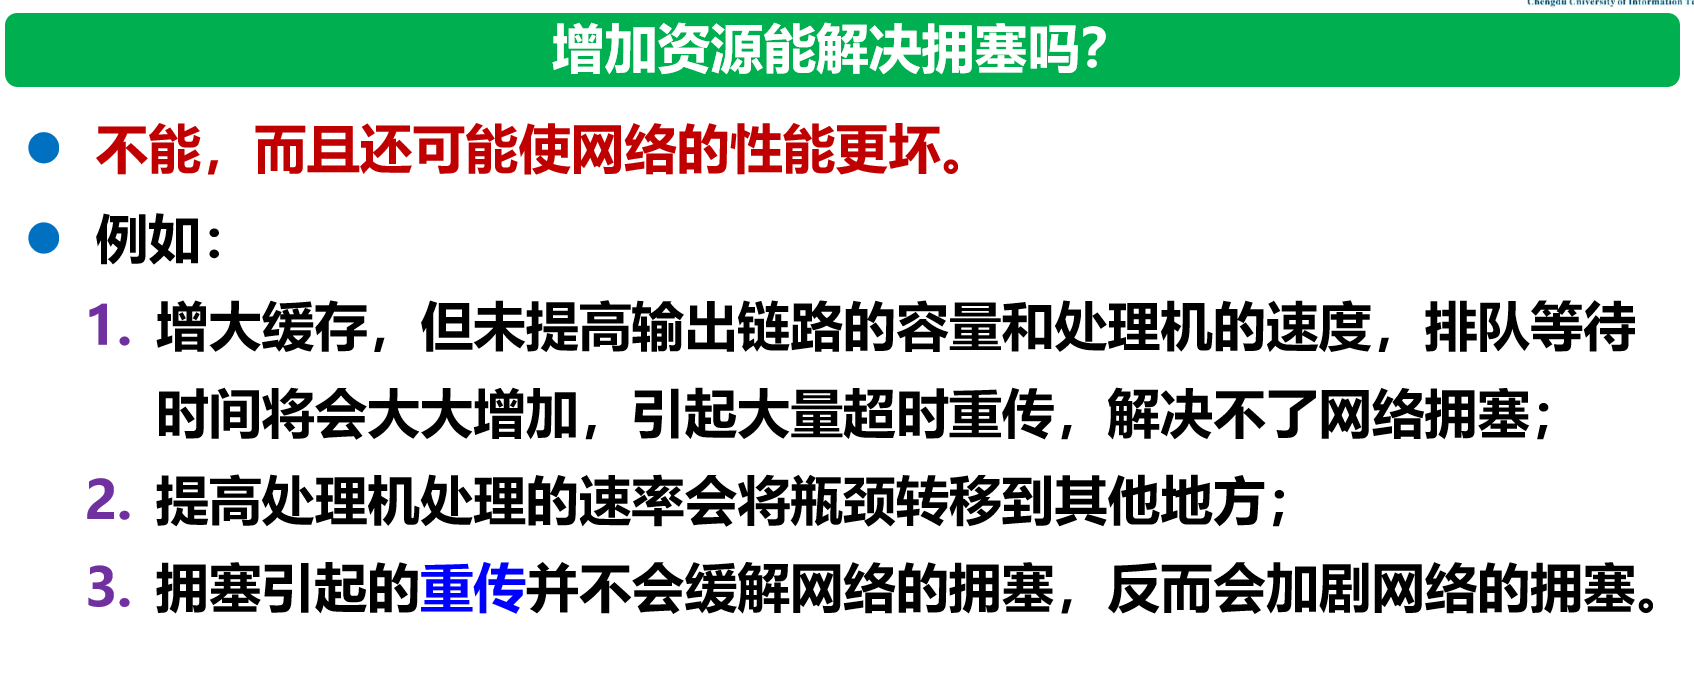 Chengdu University of Information Te
增加资源能解决拥塞吗?
不能，而且还可能使网络的性能更坏。
例如：
1. 增大缓存，但未提高输出链路的容量和处理机的速度，排队等待
时间将会大大增加，引起大量超时重传，解决不了网络拥塞；
2. 提高处理机处理的速率会将瓶颈转移到其他地方；
3. 拥塞引起的重传并不会缓解网络的拥塞，反而会加剧网络的拥塞。